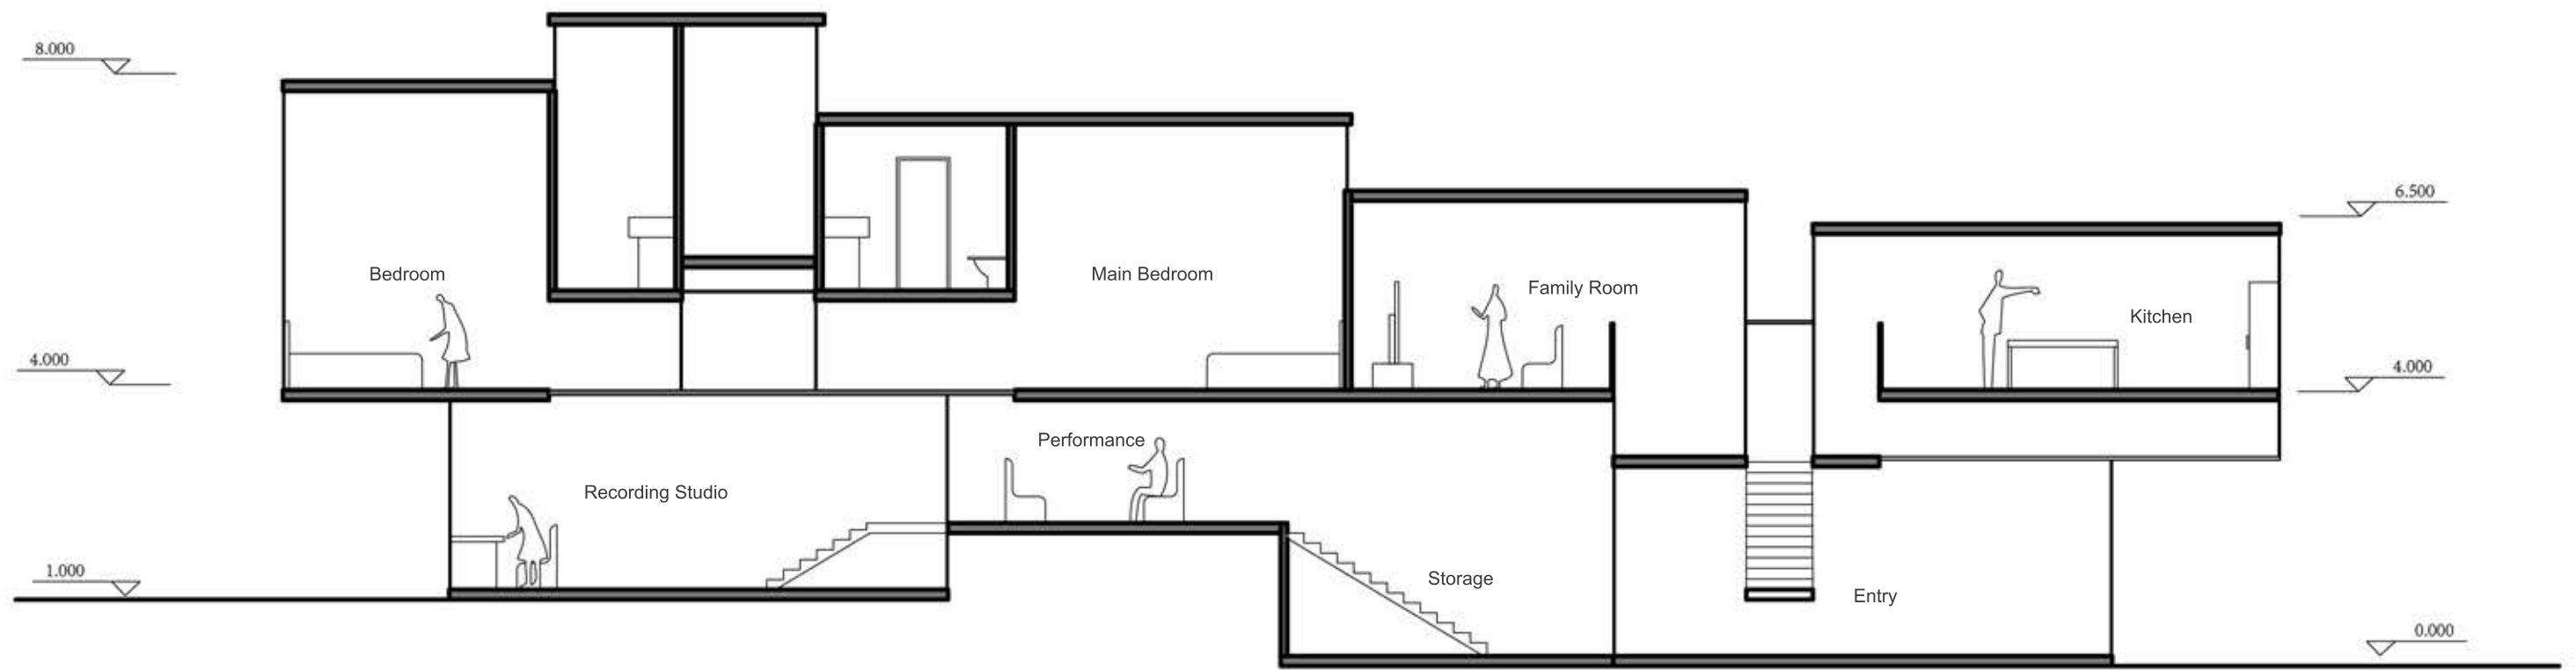 8.000
6.500
Bedroom
Main Bedroom
Family Room
Kitchen
4.000
4.000
Performance
Recording Studio
1.000
Storage
Entry
0.000